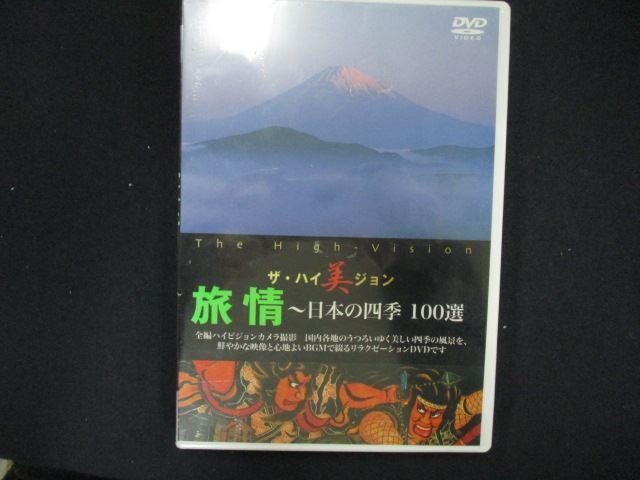 DVD
VIDEO
The High-Vision
ザ・ハイ美ジョン
旅情～日本の四季 100選
全編ハイビジョンカメラ撮影 国内各地のうつろいゆく美しい四季の風景を、
鮮やかな映像と心地よいBGMで綴るリラクゼーションDVDです